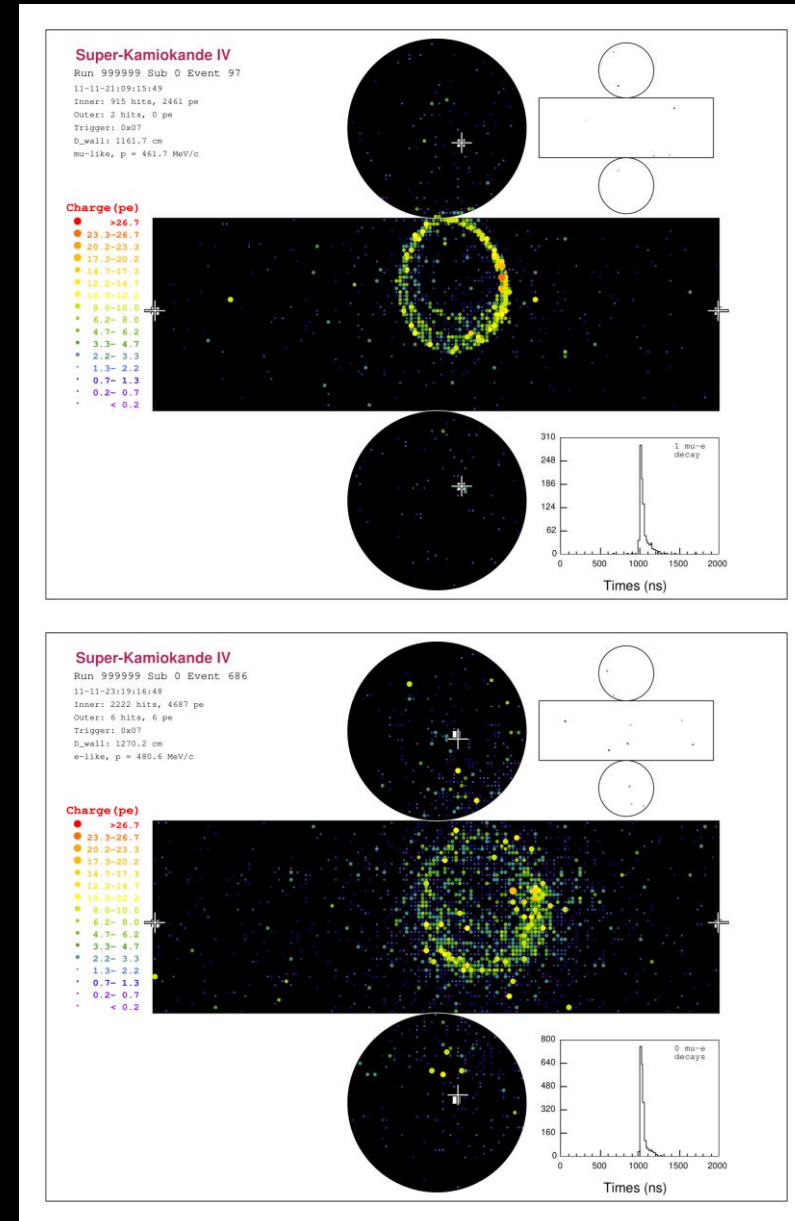 Super-Kamiokande IV
Run 999999 Sub 0 Event 97
11-11-21:09:15:49
Inner: 915 hits, 2461 pe
Outer: 2 hits, 0 pe
Trigger: 0x07
D_wall: 1161.7 cm
mu-like, p = 461.7 MeV/c
Charge(pe)
>26.7
23.3-26.7
20.2-23.3
17.3-20.2
14.7-17.3
12.2-14.7
10.0-12.2
8.0-10.0
6.2- 8.0
4.7- 6.2
3.3- 4.7
2.2- 3.3
1.3- 2.2
0.7- 1.3
0.2- 0.7
< 0.2
310
248
186
124
62
0
1 mu-e
decay
0 500 1000 1500 2000
Times (ns)
Super-Kamiokande IV
Run 999999 Sub 0 Event 686
11-11-23:19:16:48
Inner: 2222 hits, 4687 pe
Outer: 6 hits, 6 pe
Trigger: 0x07
D_wall: 1270.2 cm
e-like, p = 480.6 MeV/c
Charge(pe)
>26.7
23.3-26.7
20.2-23.3
17.3-20.2
14.7-17.3
12.2-14.7
10.0-12.2
8.0-10.0
6.2- 8.0
4.7- 6.2
3.3- 4.7
2.2- 3.3
1.3- 2.2
0.7- 1.3
0.2- 0.7
< 0.2
800
640
480
320
160
0
0 mu-e
decays
0 500 1000 1500 2000
Times (ns)